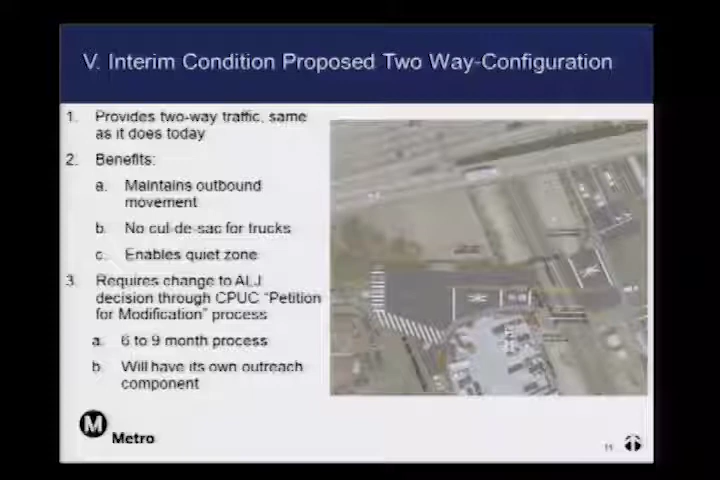 V. Interim Condition Proposed Two Way-Configuration
1. Provides two-way traffic, same
as it does today
2. Benefits:
a. Maintains outbound
movement
b. No cul-de-sac for trucks
c. Enables quiet zone
3. Requires change to ALJ
decision through CPUC "Petition
for Modification" process
a. 6 to 9 month process
b. Will have its own outreach
component
M Metro
11